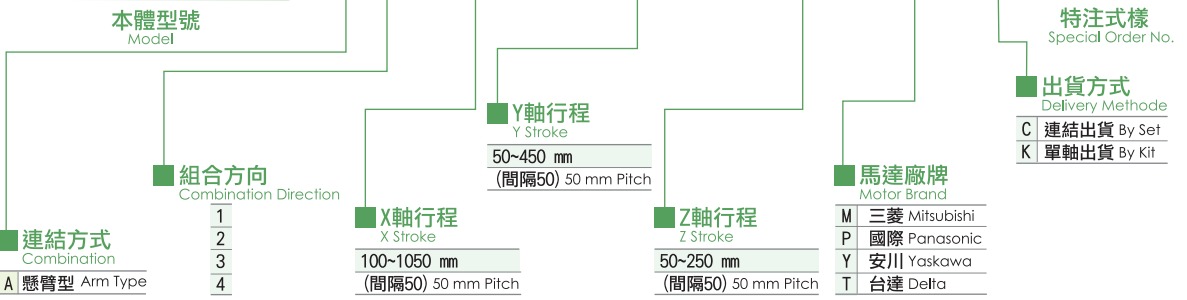 本體型號
Model
特注式樣
Special Order No.
出貨方式
Delivery Methode
C 連結出貨 By Set
K 單軸出貨 By Kit
Y軸行程
Y Stroke
50~450 mm
(間隔50) 50 mm Pitch
組合方向
Combination Direction
1
2
3
4
馬達廠牌
Motor Brand
M 三菱 Mitsubishi
P 國際 Panasonic
Y 安川 Yaskawa
T 台達 Delta
X軸行程
X Stroke
100~1050 mm
(間隔50) 50 mm Pitch
Z軸行程
Z Stroke
50~250 mm
(間隔50) 50 mm Pitch
連結方式
Combination
A 懸臂型 Arm Type